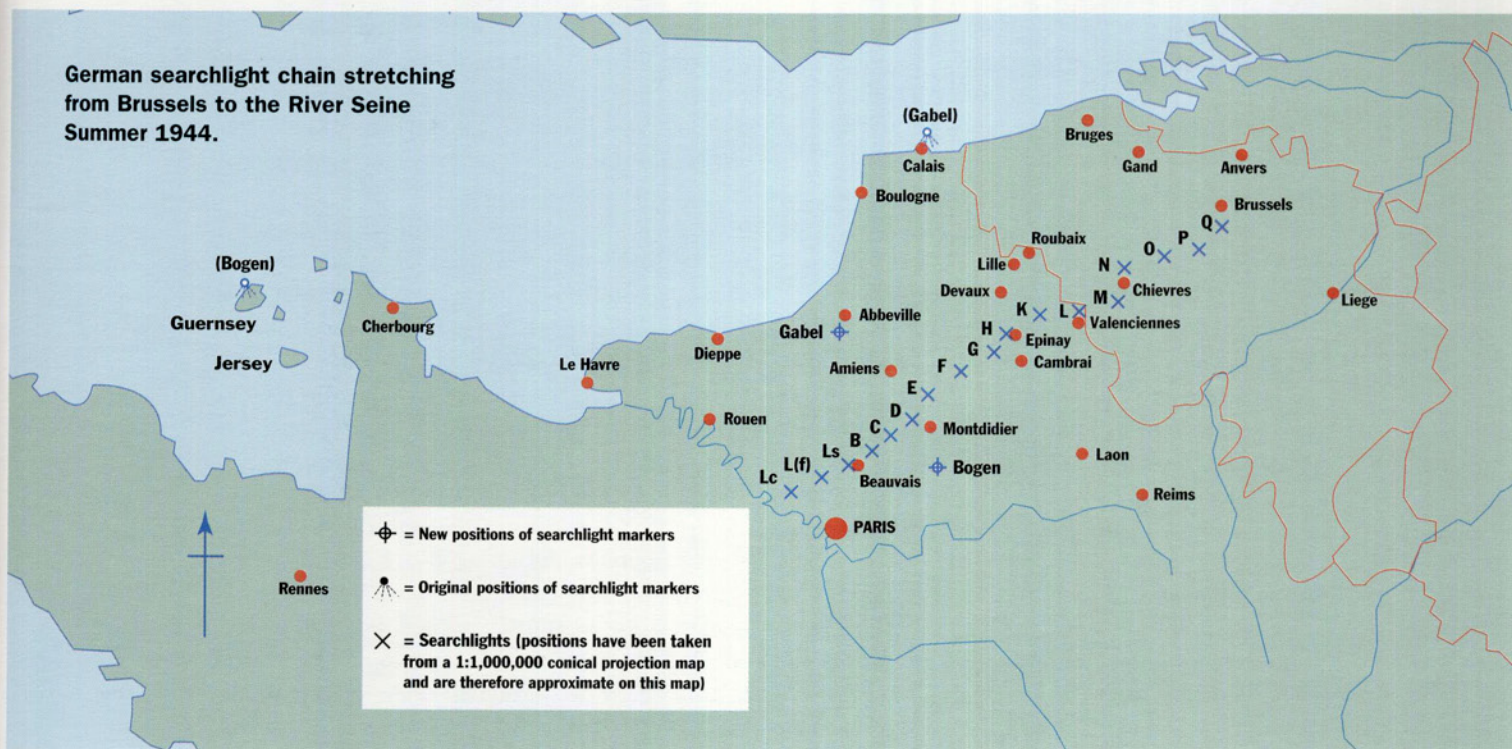 German searchlight chain stretching
from Brussels to the River Seine
Summer 1944.
(Gabel)
Calais
Bruges
Gand
Anvers
Boulogne
Brussels
Q
P
O
N
Roubaix
Lille
(Bogen)
Guernsey
Jersey
Cherbourg
Devaux
Chievres
M
Liege
K
L
Valenciennes
Abbeville
Gabel
H
Epinay
G
Cambrai
Dieppe
Le Havre
Amiens
F
E
Rouen
D
Montdidier
C
B
Ls
L(f)
Lc
Beauvais
Bogen
Laon
Reims
PARIS
Rennes
= New positions of searchlight markers
= Original positions of searchlight markers
= Searchlights (positions have been taken
from a 1:1,000,000 conical projection map
and are therefore approximate on this map)